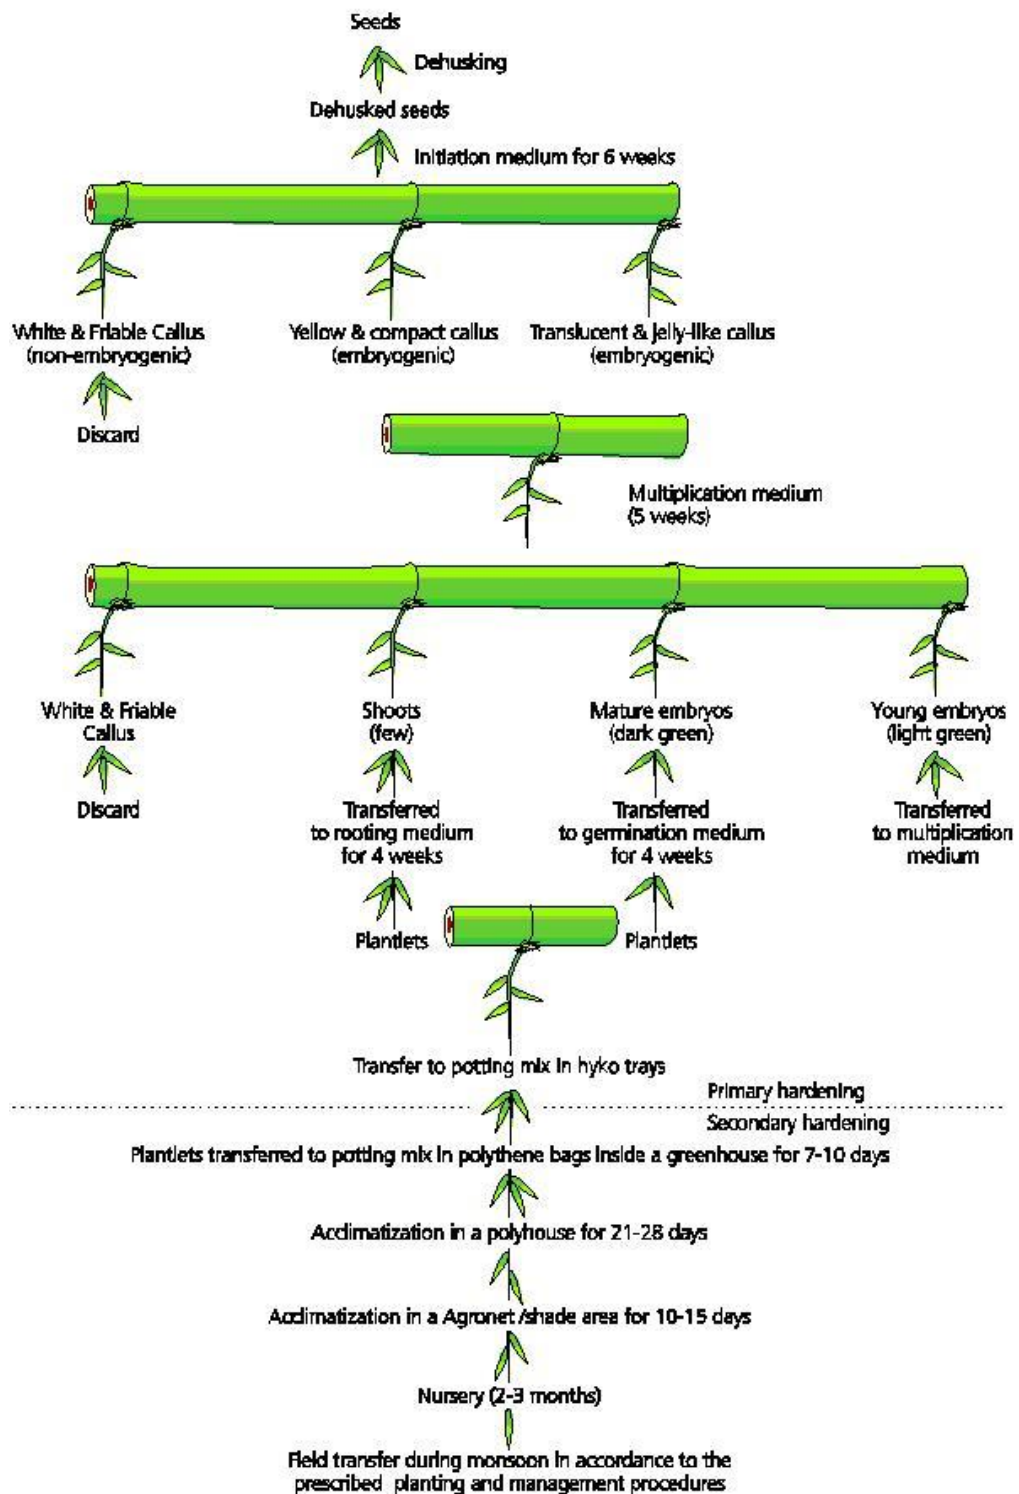 Seeds
Dehusking
Dehusked seeds
Initiation medium for 6 weeks
White & Friable Callus
(non-embryogenic)
Yellow & compact callus
(embryogenic)
Translucent & jelly-like callus
(embryogenic)
Discard
Multiplication medium
(5 weeks)
White & Friable
Callus
Shoots
(few)
Mature embryos
(dark green)
Young embryos
(light green)
Discard
Transferred
to rooting medium
for 4 weeks
Transferred
to germination medium
for 4 weeks
Transferred
to multiplication
medium
Plantlets
Plantlets
Transfer to potting mix in hyko trays
Primary hardening
Secondary hardening
Plantlets transferred to potting mix in polythene bags inside a greenhouse for 7-10 days
Acclimatization in a polyhouse for 21-28 days
Acclimatization in a Agronet /shade area for 10-15 days
Nursery (2-3 months)
Field transfer during monsoon in accordance to the
prescribed planting and management procedures